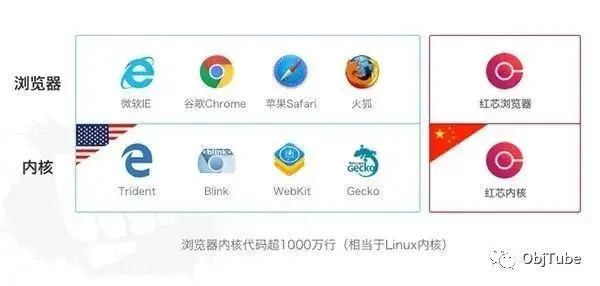 浏览器
微软IE
谷歌Chrome
苹果Safari
火狐
红芯浏览器
内核
<blink>
Gecko
Trident
Blink
WebKit
Gecko
红芯内核
浏览器内核代码超1000万行（相当于Linux内核）
ObjTube